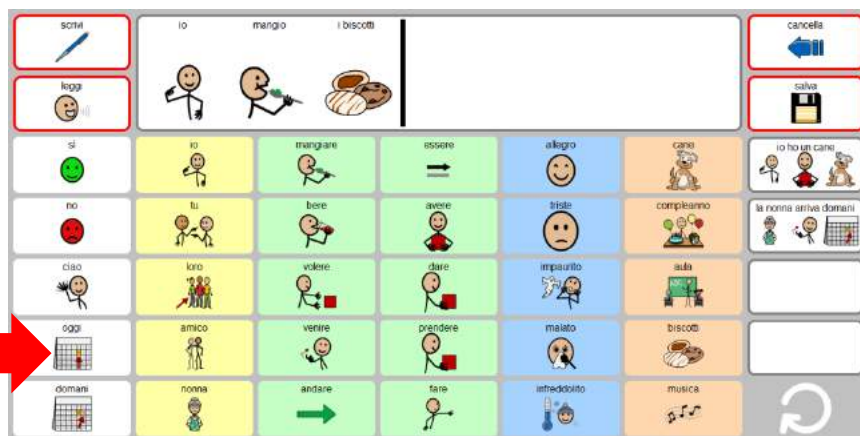 scrivi
io mangio i biscotti
cancella
leggi
salva
sì io mangiare essere allegro cane io ho un cane
no tu bere avere triste compleanno la nonna arriva domani
ciao loro volere dare impaurito aula
oggi amico venire prendere malato biscotti
domani nonna andare fare infreddolito musica